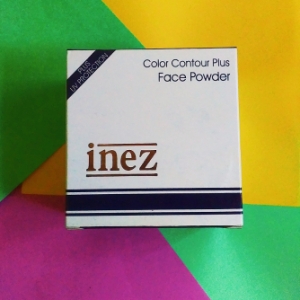 PLUS
UV PROTECTION
Color Contour Plus
Face Powder
inez